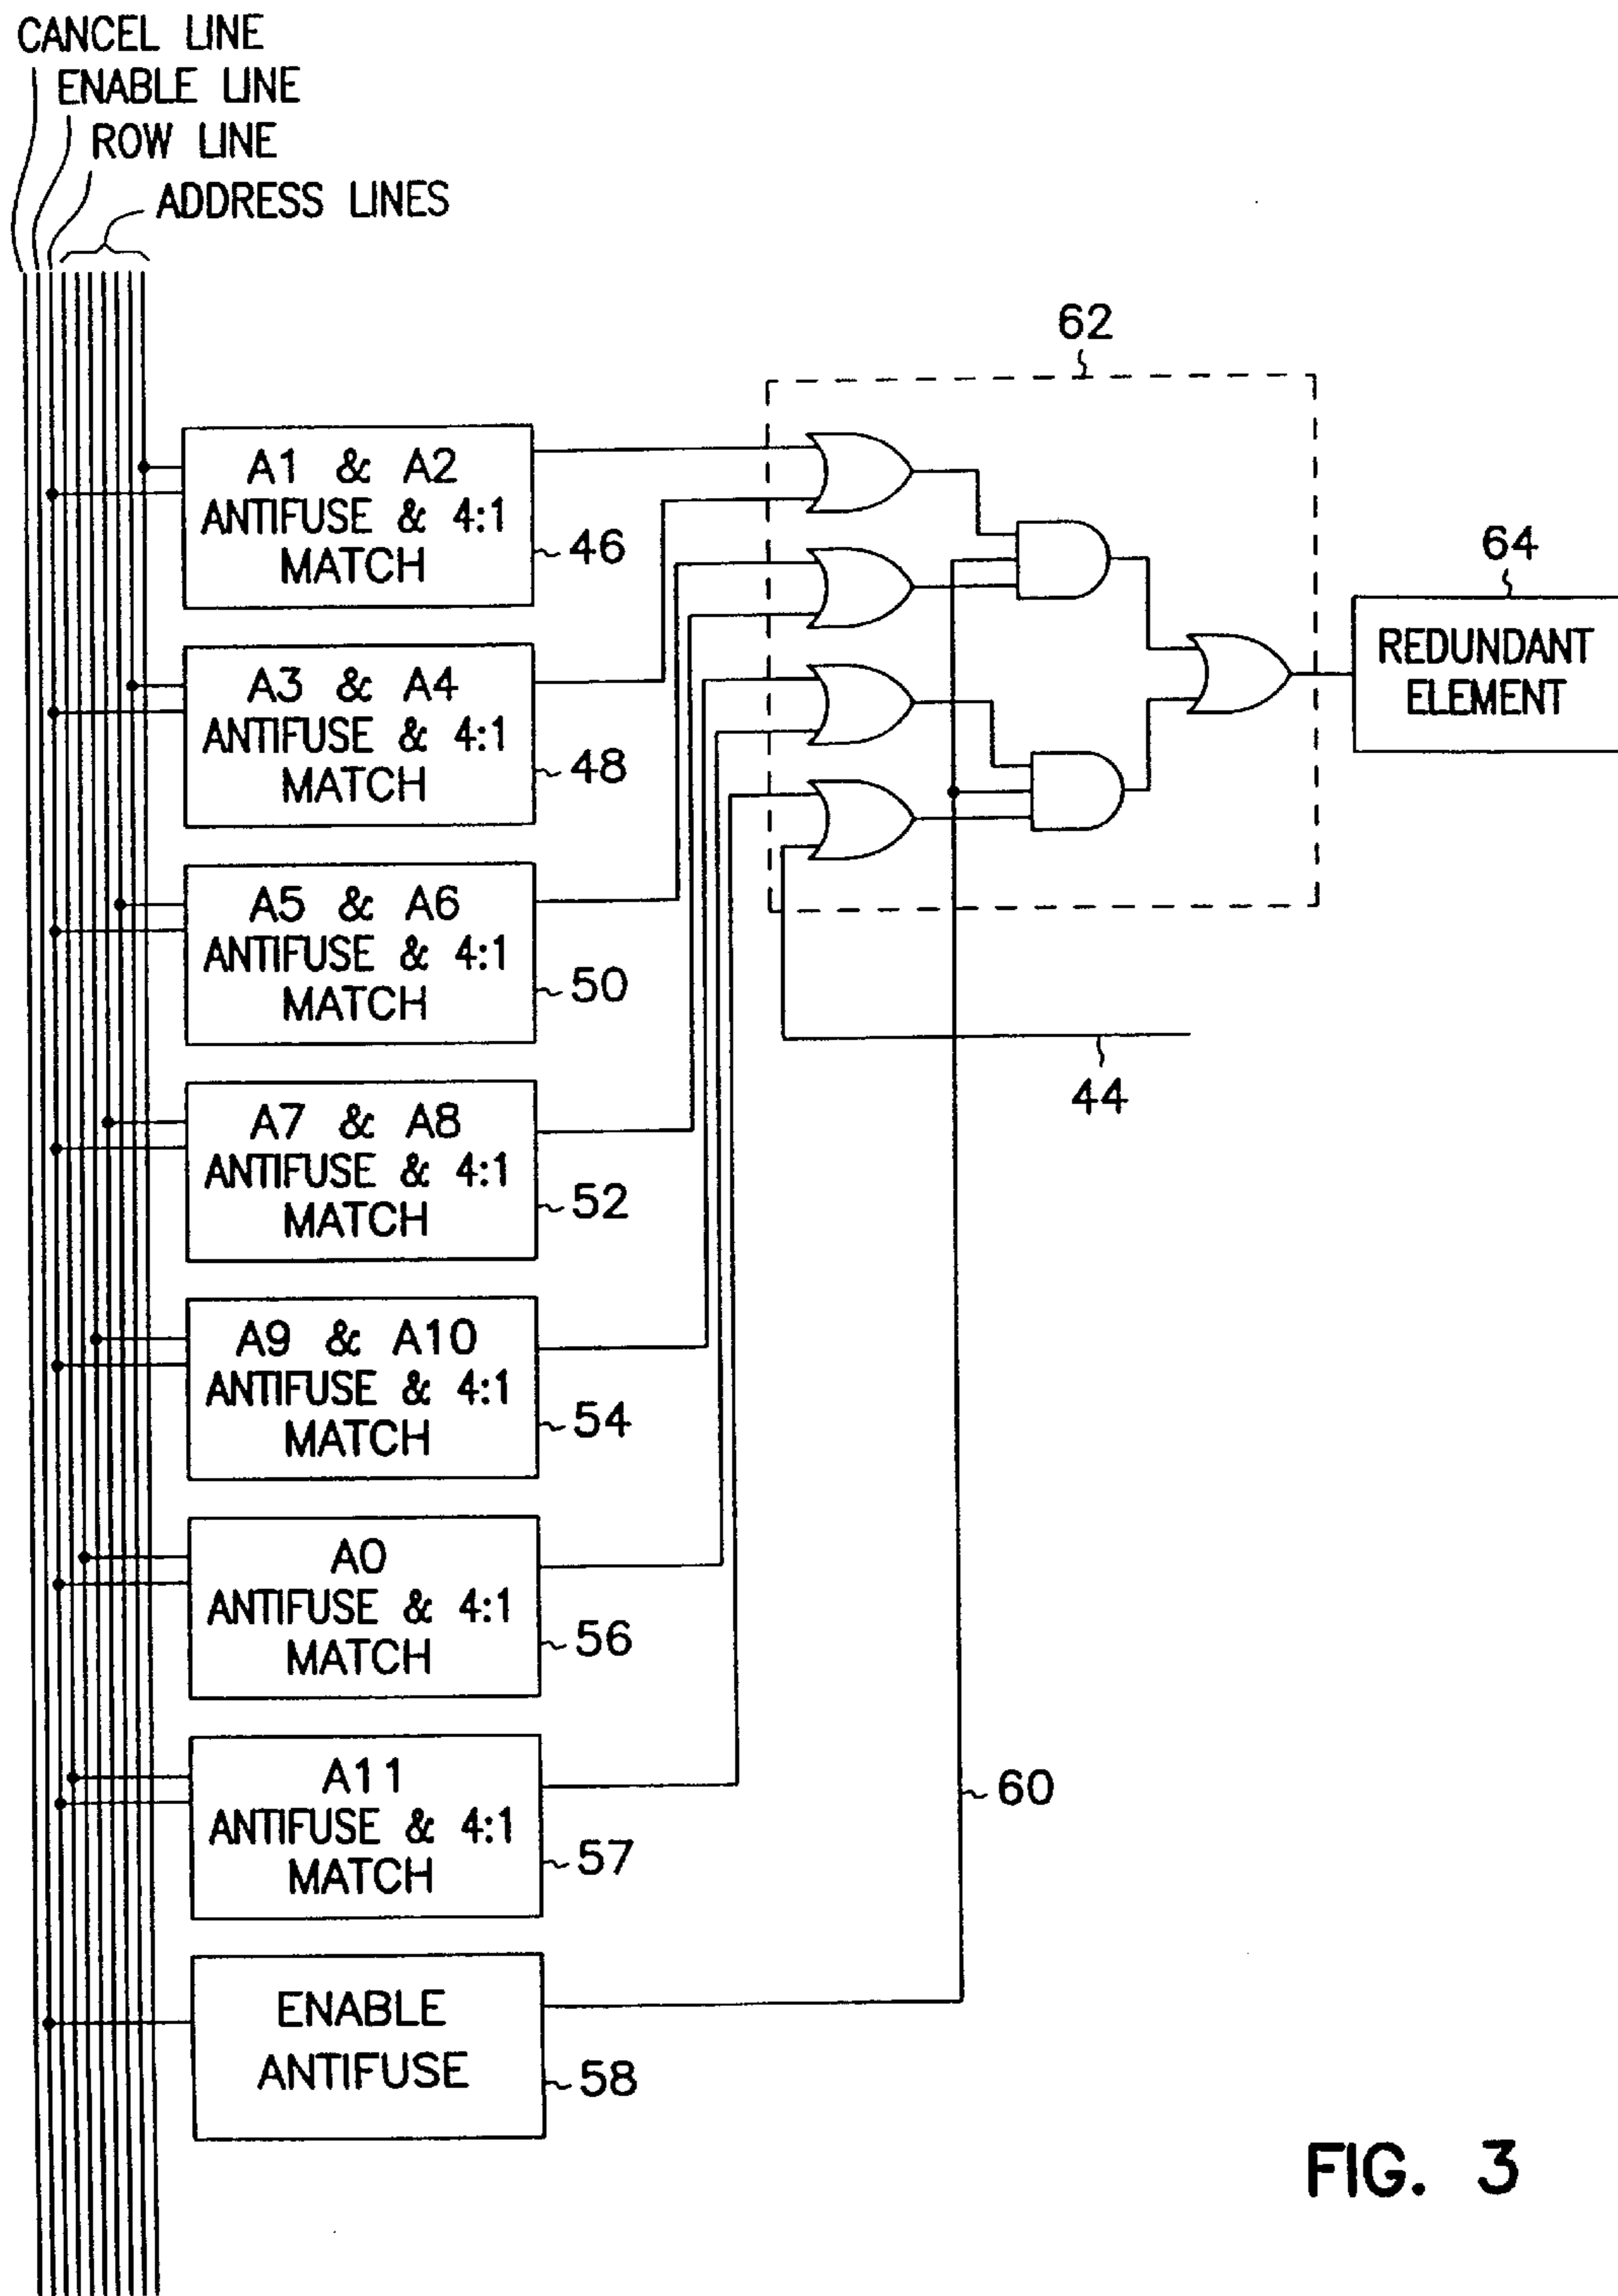 CANCEL LINE
ENABLE LINE
ROW LINE
ADDRESS LINES
62
A1 & A2
ANTIFUSE & 4:1
MATCH
46
64
REDUNDANT
ELEMENT
A3 & A4
ANTIFUSE & 4:1
MATCH
48
A5 & A6
ANTIFUSE & 4:1
MATCH
50
44
A7 & A8
ANTIFUSE & 4:1
MATCH
52
A9 & A10
ANTIFUSE & 4:1
MATCH
54
A0
ANTIFUSE & 4:1
MATCH
56
A11
ANTIFUSE & 4:1
MATCH
57
60
ENABLE
ANTIFUSE
58
FIG. 3